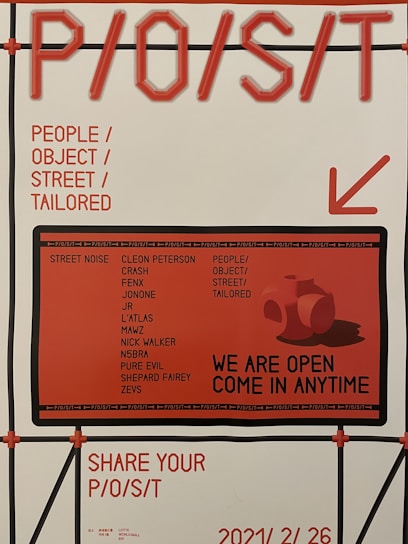 P/O/S/T
PEOPLE /
OBJECT /
STREET /
TAILORED
⊢P/O/S/T⊣ ⊢P/O/S/T⊣ ⊢P/O/S/T⊣ ⊢P/O/S/T⊣ ⊢P/O/S/T⊣ ⊢P/O/S/T⊣ ⊢P/O/S/T⊣ ⊢P/O/S/T⊣
STREET NOISE
CLEON PETERSON
CRASH
FENX
JONONE
JR
L'ATLAS
MAWZ
NICK WALKER
N5BRA
PURE EVIL
SHEPARD FAIREY
ZEVS
PEOPLE/
OBJECT/
STREET/
TAILORED
WE ARE OPEN
COME IN ANYTIME
⊢P/O/S/T⊣ ⊢P/O/S/T⊣ ⊢P/O/S/T⊣ ⊢P/O/S/T⊣ ⊢P/O/S/T⊣ ⊢P/O/S/T⊣ ⊢P/O/S/T⊣ ⊢P/O/S/T⊣
SHARE YOUR
P/O/S/T
2021/ 2/ 26